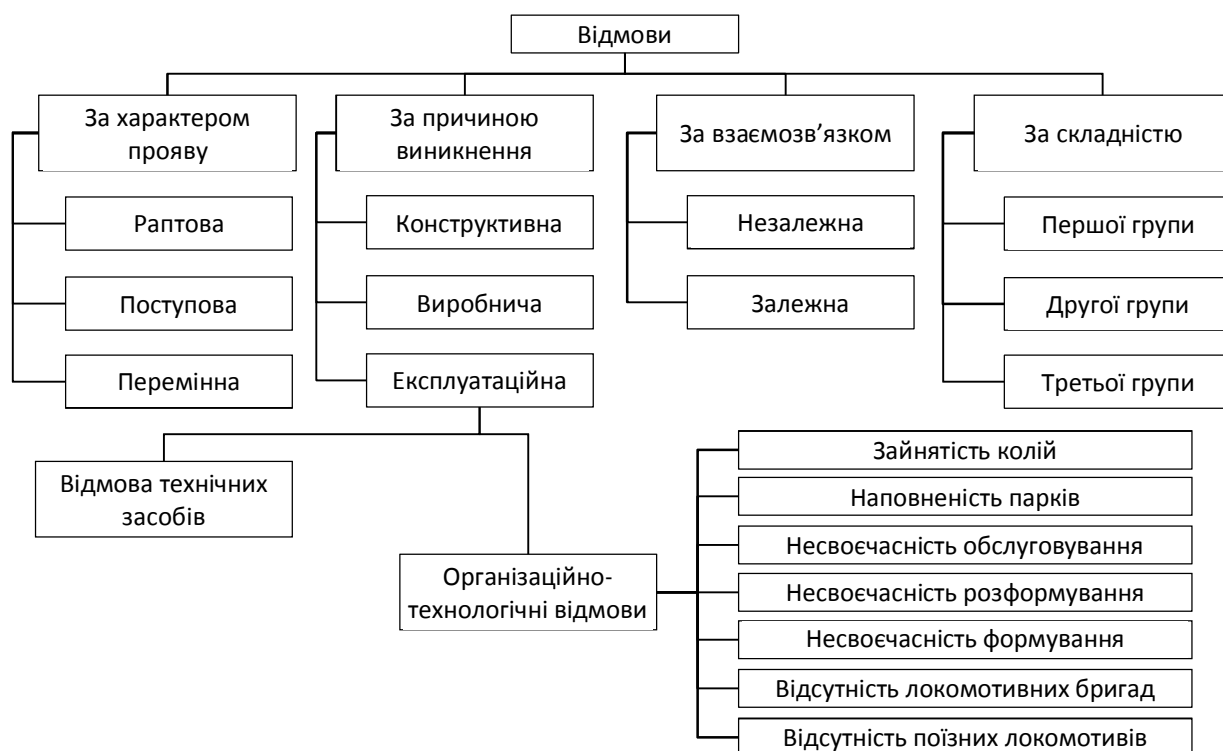 Відмови
За характером
прояву
За причиною
виникнення
За взаємозв’язком
За складністю
Раптова
Конструктивна
Незалежна
Першої групи
Поступова
Виробнича
Залежна
Другої групи
Перемінна
Експлуатаційна
Третьої групи
Відмова технічних
засобів
Організаційно-
технологічні відмови
Зайнятість колій
Наповненість парків
Несвоєчасність обслуговування
Несвоєчасність розформування
Несвоєчасність формування
Відсутність локомотивних бригад
Відсутність поїзних локомотивів